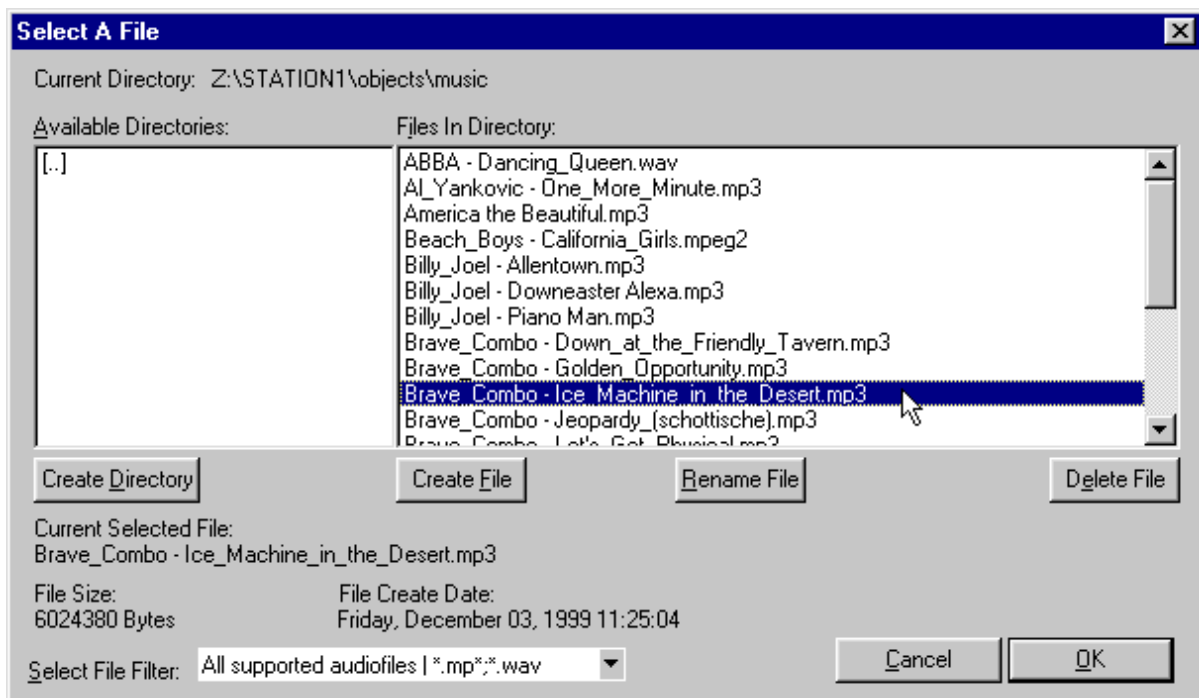 Select A File
Current Directory: Z:\STATION1\objects\music
Available Directories:
[..]
Files In Directory:
ABBA - Dancing_Queen.wav
Al_Yankovic - One_More_Minute.mp3
America the Beautiful.mp3
Beach_Boys - California_Girls.mpeg2
Billy_Joel - Allentown.mp3
Billy_Joel - Downeaster Alexa.mp3
Billy_Joel - Piano Man.mp3
Brave_Combo - Down_at_the_Friendly_Tavern.mp3
Brave_Combo - Golden_Opportunity.mp3
Brave_Combo - Ice_Machine_in_the_Desert.mp3
Brave_Combo - Jeopardy_(schottische).mp3
Brave_Combo - Let's_Get_Physical.mp3
Create Directory
Create File
Rename File
Delete File
Current Selected File:
Brave_Combo - Ice_Machine_in_the_Desert.mp3
File Size:
6024380 Bytes
File Create Date:
Friday, December 03, 1999 11:25:04
Select File Filter: All supported audiofiles | *.mp*;*.wav
Cancel
OK